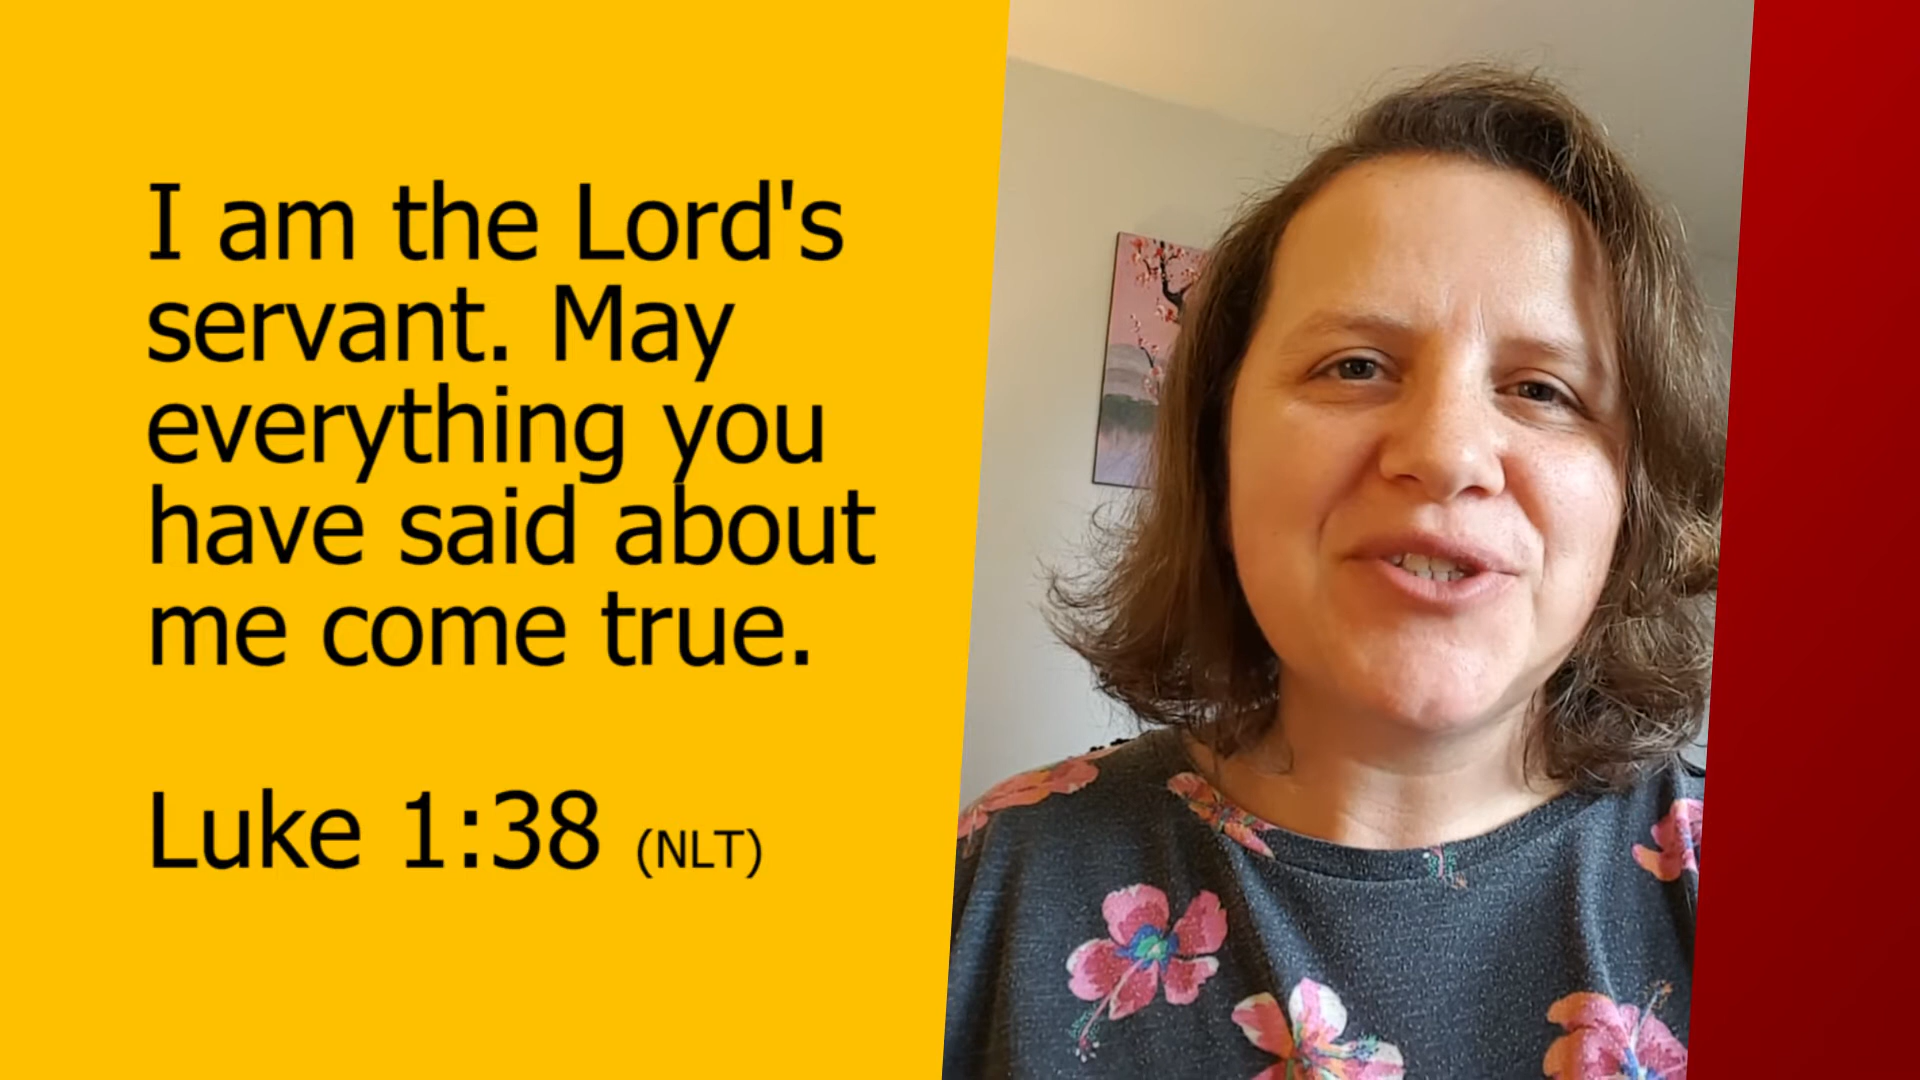 I am the Lord's
servant. May
everything you
have said about
me come true.
Luke 1:38 (NLT)